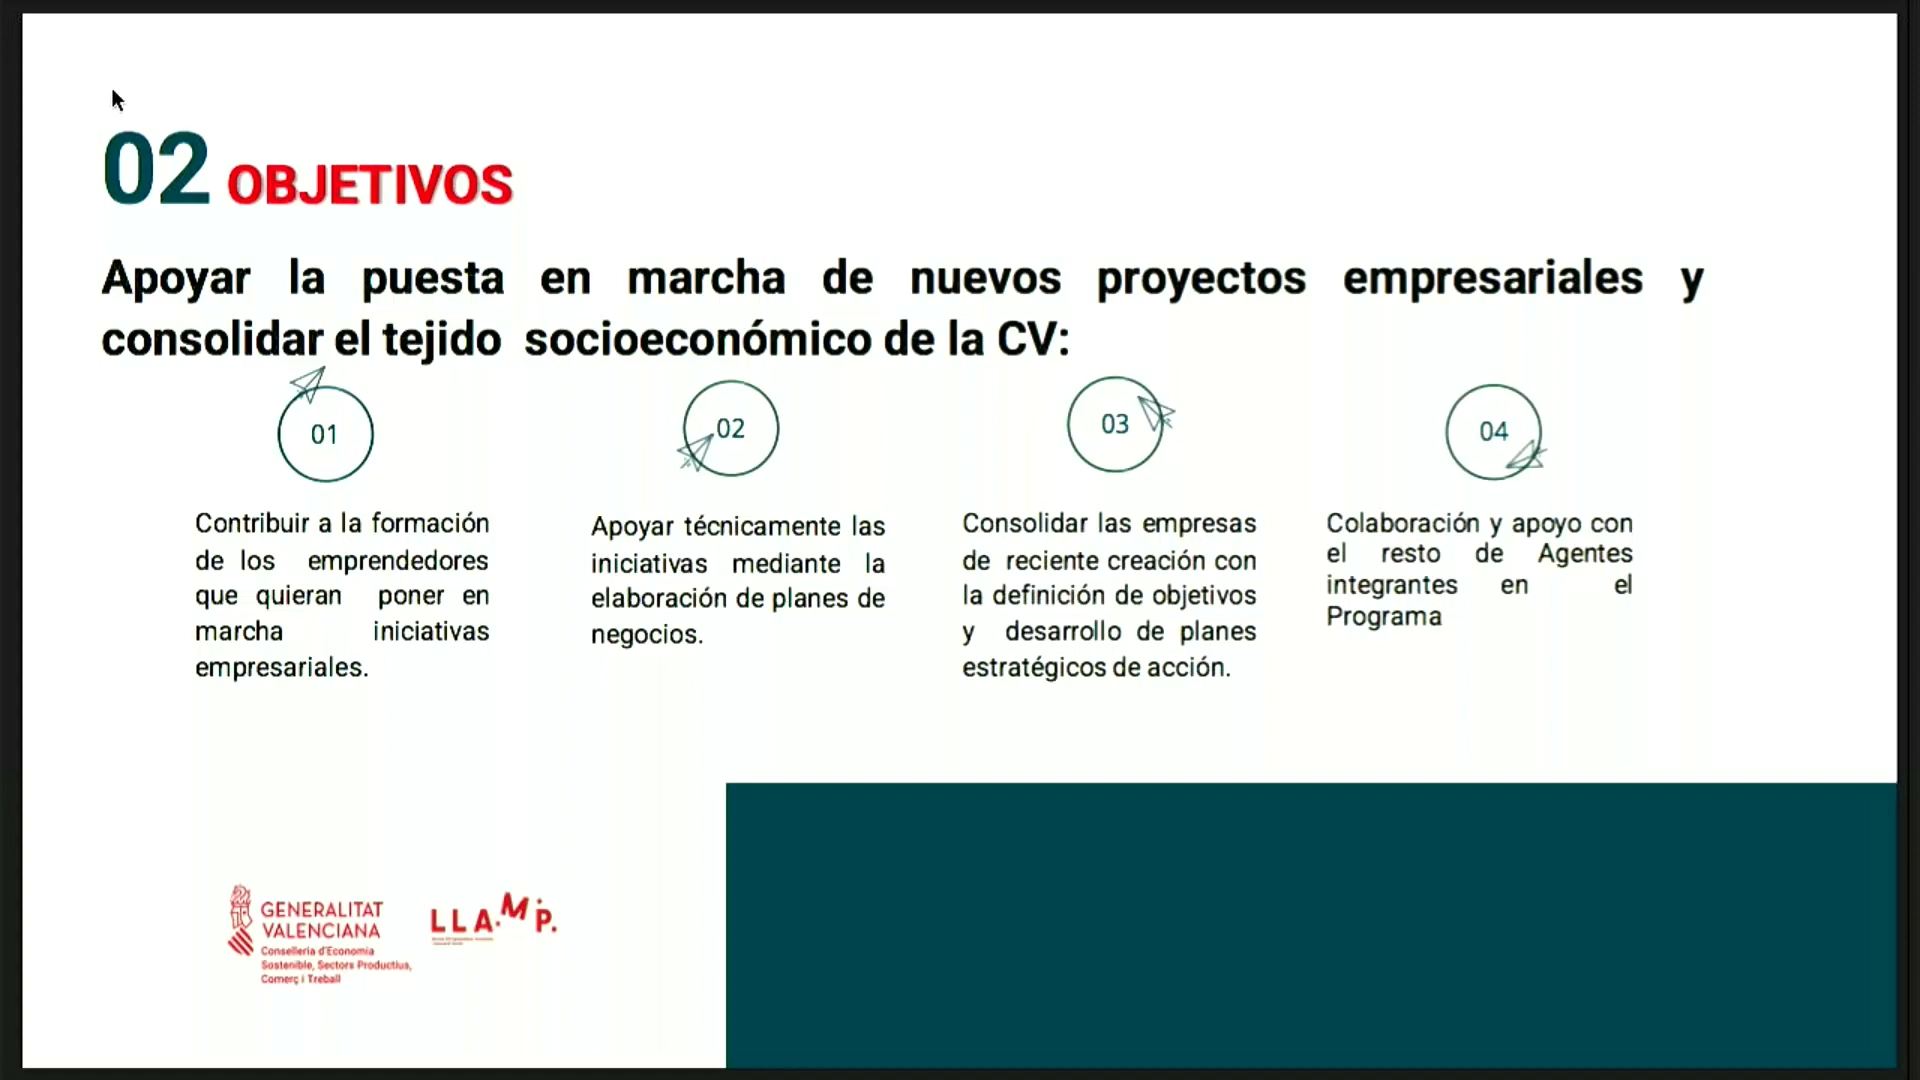 02 OBJETIVOS
Apoyar la puesta en marcha de nuevos proyectos empresariales y
consolidar el tejido socioeconómico de la CV:
01
Contribuir a la formación
de los emprendedores
que quieran poner en
marcha iniciativas
empresariales.
02
Apoyar técnicamente las
iniciativas mediante la
elaboración de planes de
negocios.
03
Consolidar las empresas
de reciente creación con
la definición de objetivos
y desarrollo de planes
estratégicos de acción.
04
Colaboración y apoyo con
el resto de Agentes
integrantes en el
Programa
GENERALITAT
VALENCIANA
Conselleria d'Economia
Sostenible, Sectors Productius,
Comerç i Treball
LLA.MP.